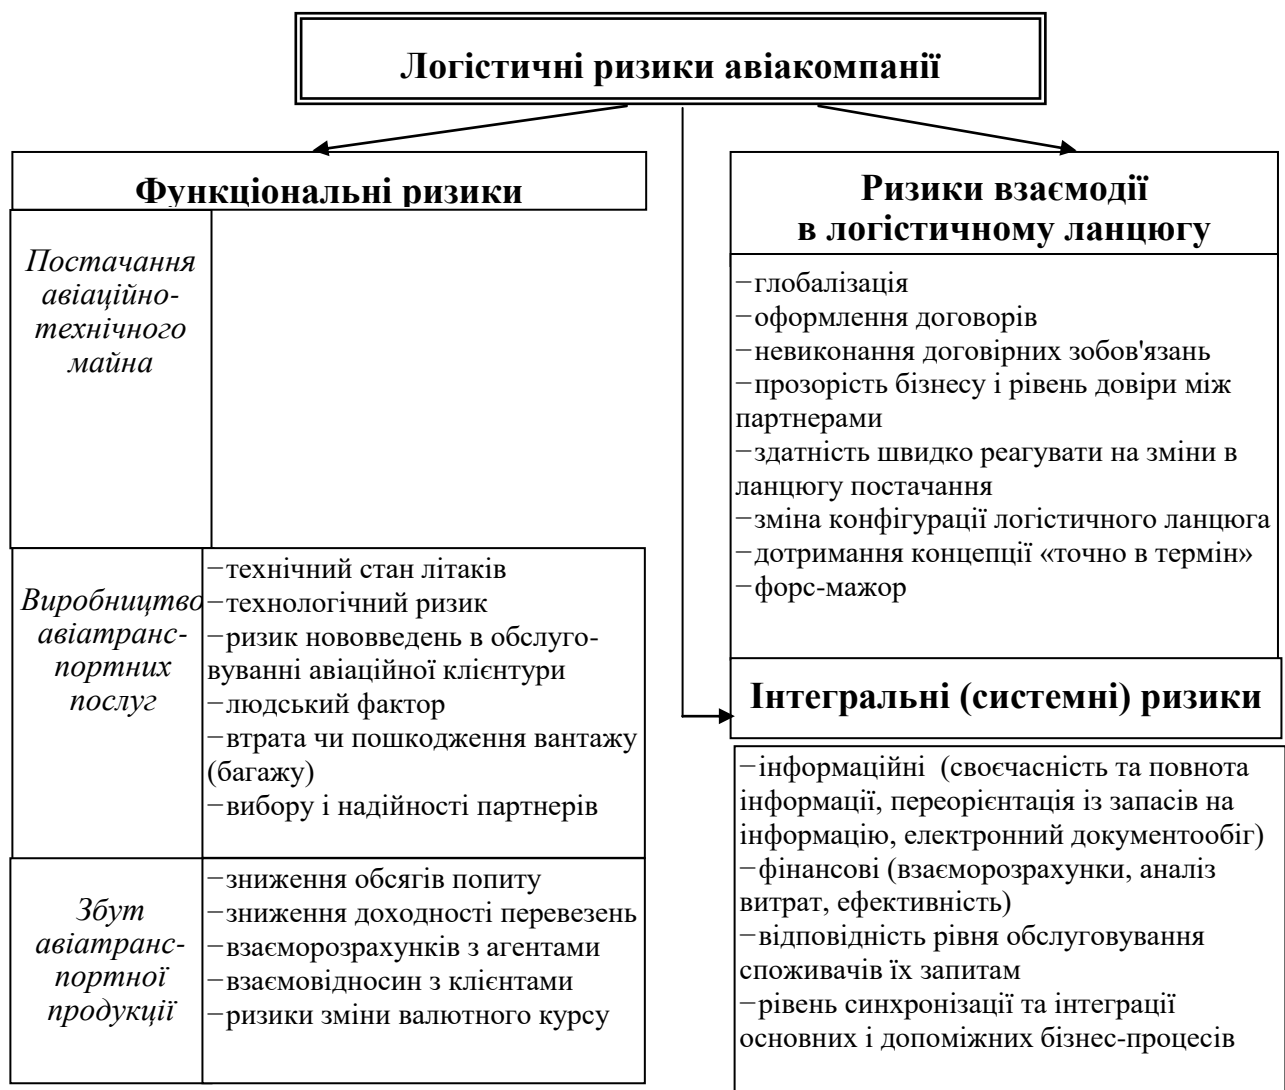 Логістичні ризики авіакомпанії
Функціональні ризики
Постачання
авіаційно-
технічного
майна
Виробництво
авіатранс-
портних
послуг
−технічний стан літаків
−технологічний ризик
−ризик нововведень в обслуго-
вуванні авіаційної клієнтури
−людський фактор
−втрата чи пошкодження вантажу
(багажу)
−вибору і надійності партнерів
Збут
авіатранс-
портної
продукції
−зниження обсягів попиту
−зниження доходності перевезень
−взаєморозрахунків з агентами
−взаємовідносин з клієнтами
−ризики зміни валютного курсу
Ризики взаємодії
в логістичному ланцюгу
−глобалізація
−оформлення договорів
−невиконання договірних зобов'язань
−прозорість бізнесу і рівень довіри між
партнерами
−здатність швидко реагувати на зміни в
ланцюгу постачання
−зміна конфігурації логістичного ланцюга
−дотримання концепції «точно в термін»
−форс-мажор
Інтегральні (системні) ризики
−інформаційні (своєчасність та повнота
інформації, переорієнтація із запасів на
інформацію, електронний документообіг)
−фінансові (взаєморозрахунки, аналіз
витрат, ефективність)
−відповідність рівня обслуговування
споживачів їх запитам
−рівень синхронізації та інтеграції
основних і допоміжних бізнес-процесів